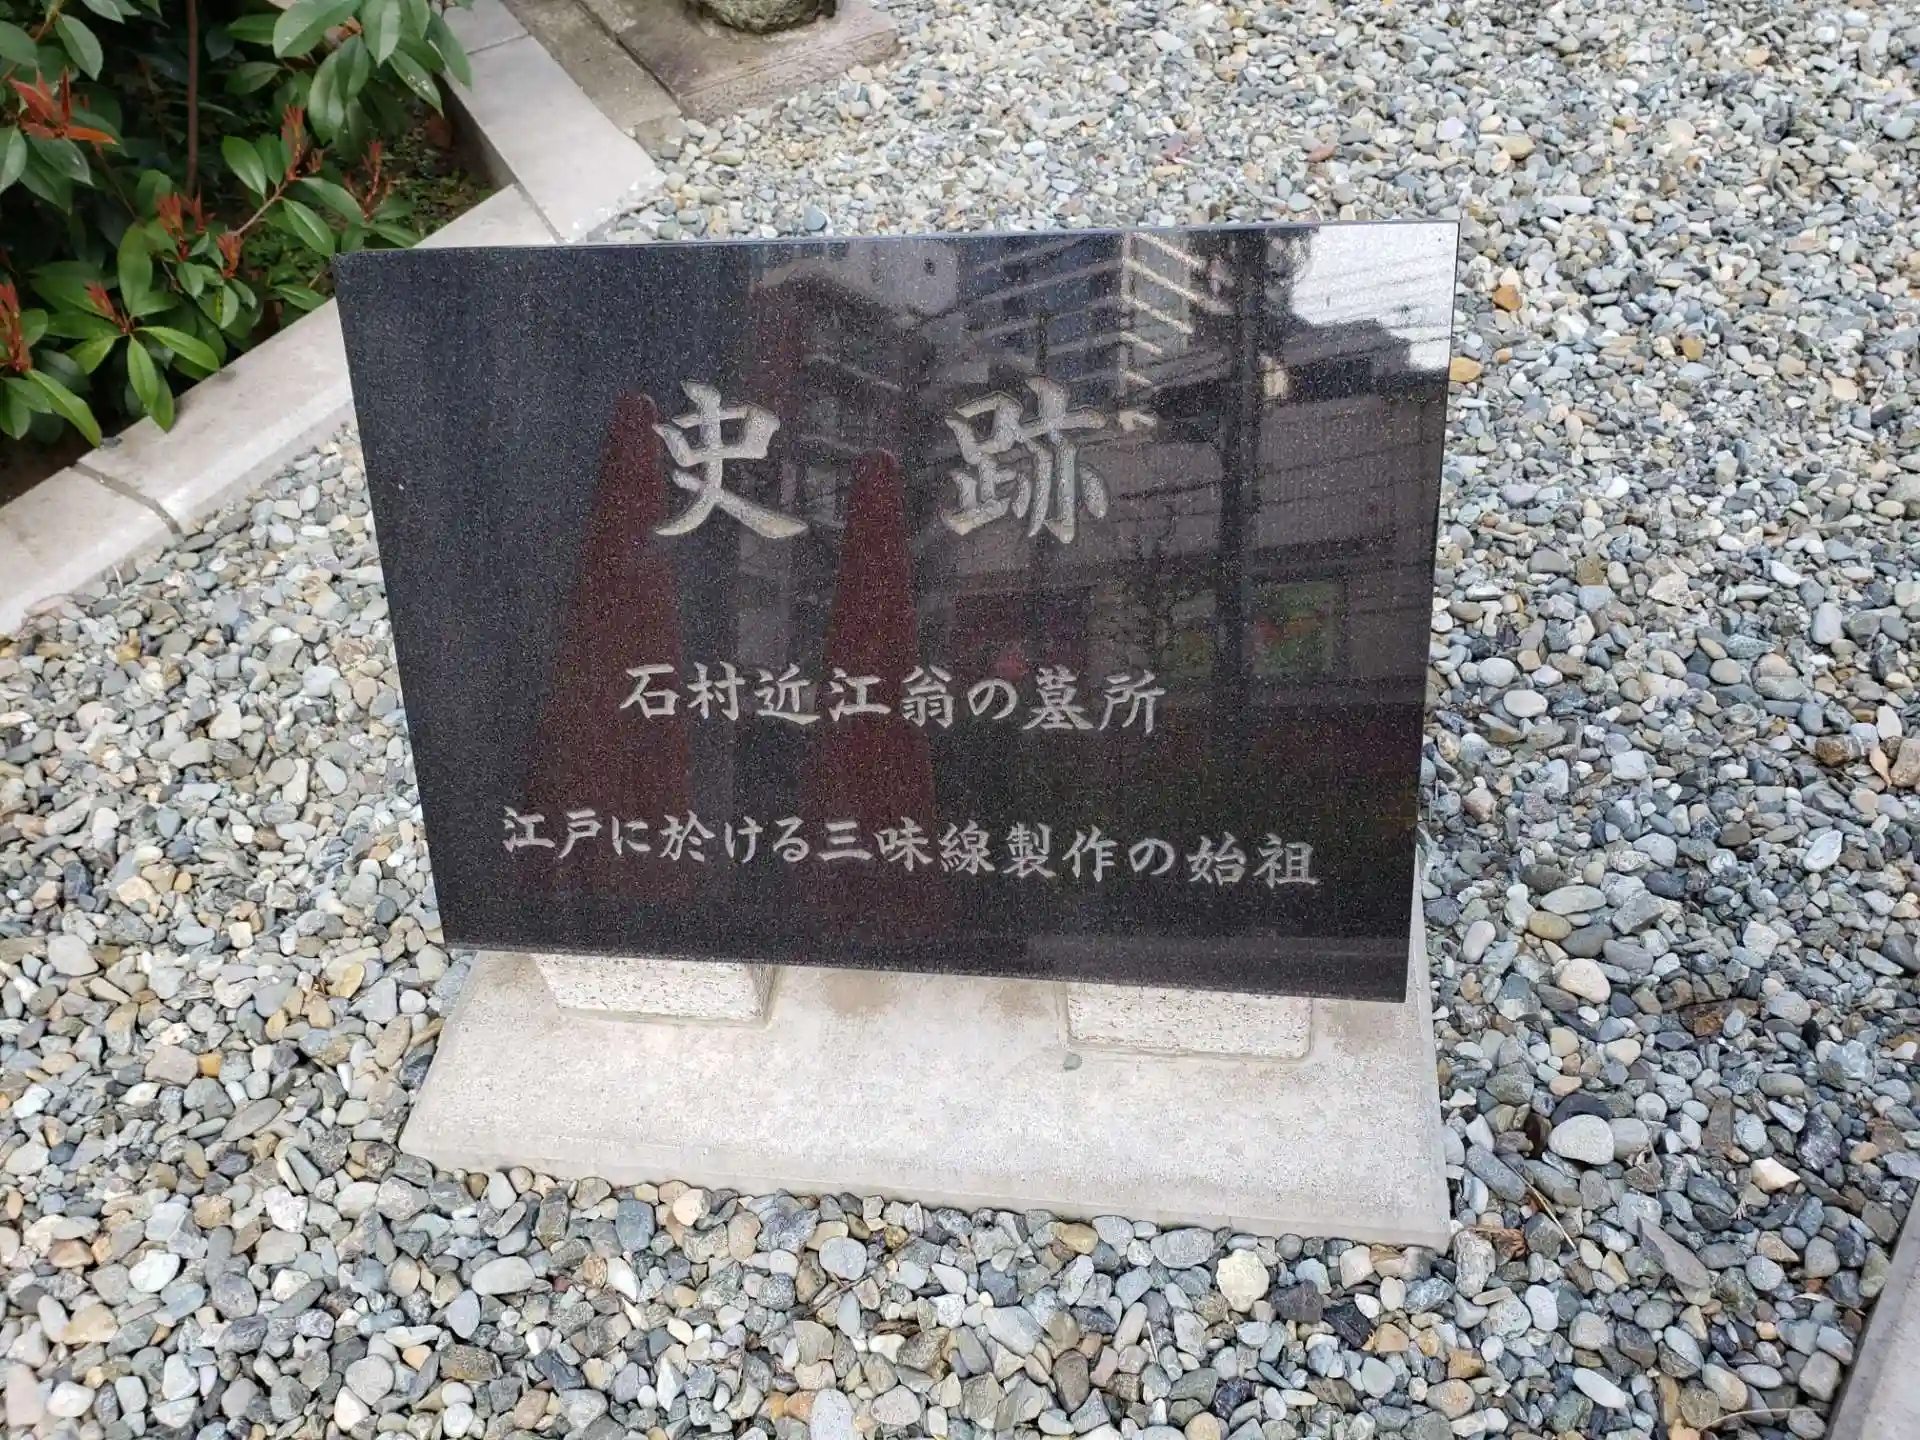 史跡
石村近江翁の墓所
江戸に於ける三味線製作の始祖